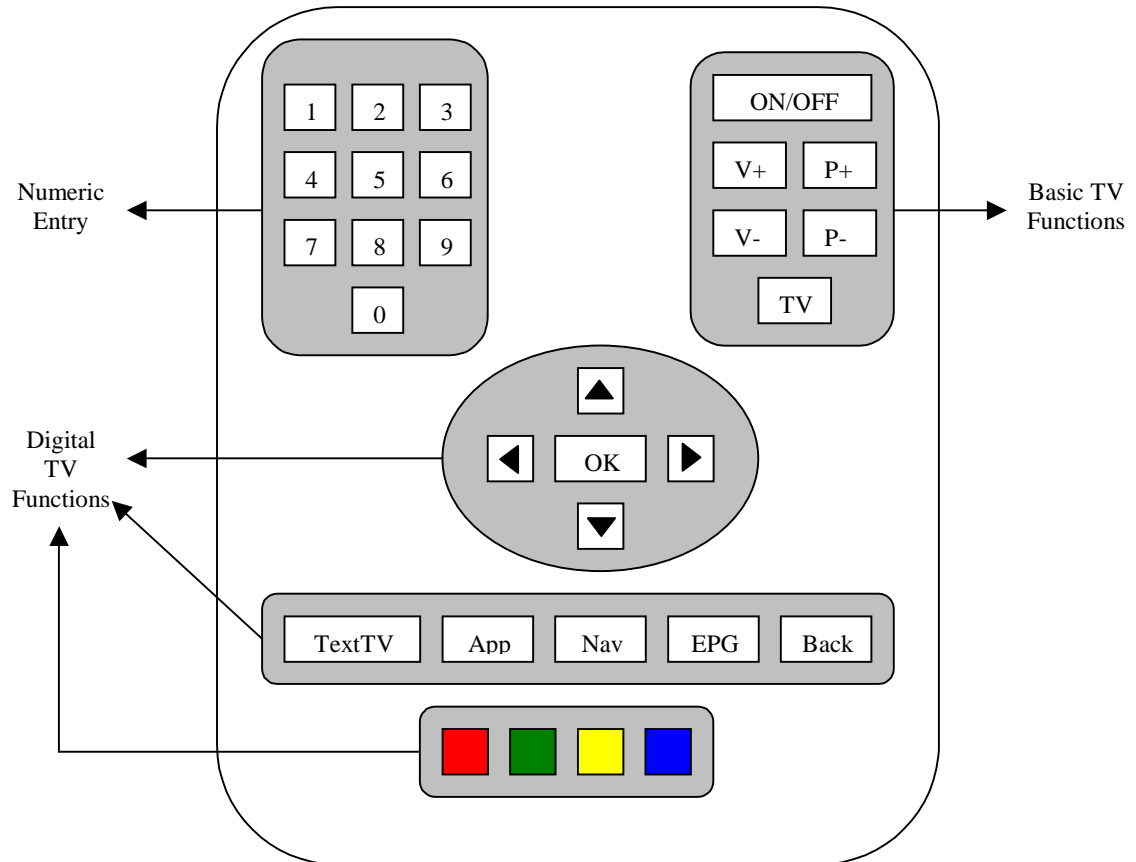 1 2 3
4 5 6
7 8 9
0
Numeric
Entry
ON/OFF
V+ P+
V- P-
TV
Basic TV
Functions
OK
Digital
TV
Functions
TextTV App Nav EPG Back